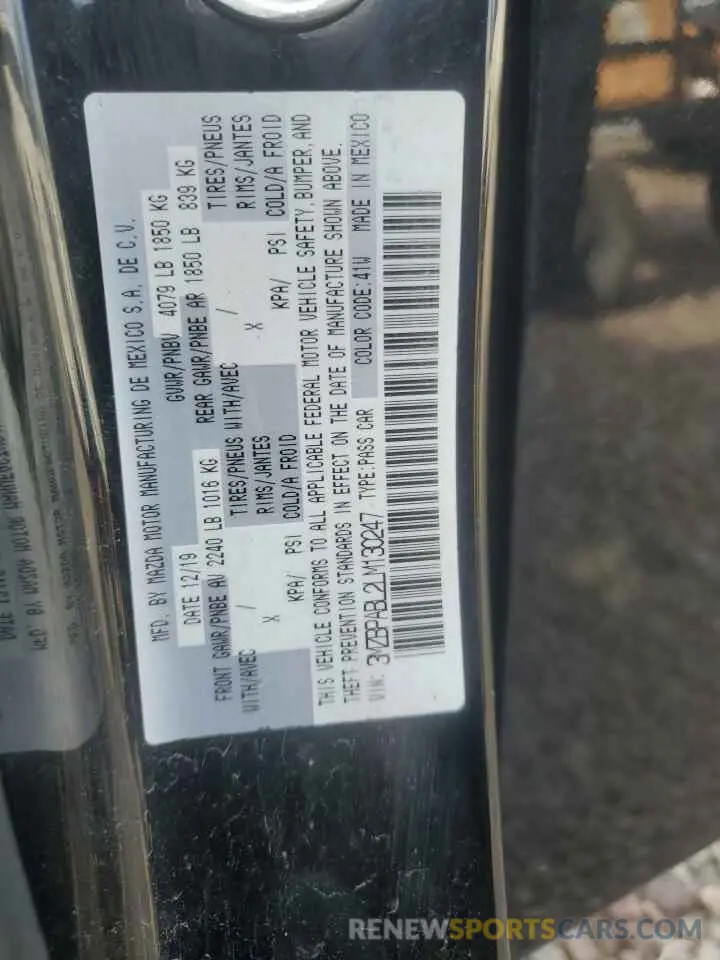 MFD. BY MAZDA MOTOR MANUFACTURING DE MEXICO S.A. DE C.V.
DATE 12/19 GVWR/PNBV 4079 LB 1850 KG
FRONT GAWR/PNBE AV 2240 LB 1016 KG REAR GAWR/PNBE AR 1850 LB 839 KG
WITH/AVEC / TIRES/PNEUS WITH/AVEC / TIRES/PNEUS
X RIMS/JANTES X RIMS/JANTES
KPA/ PSI COLD/A FROID KPA/ PSI COLD/A FROID
THIS VEHICLE CONFORMS TO ALL APPLICABLE FEDERAL MOTOR VEHICLE SAFETY, BUMPER, AND
THEFT PREVENTION STANDARDS IN EFFECT ON THE DATE OF MANUFACTURE SHOWN ABOVE.
VIN: 3MZBPABL2LM130247 TYPE:PASS CAR COLOR CODE:41W MADE IN MEXICO
RENEWSPORTSCARS.COM